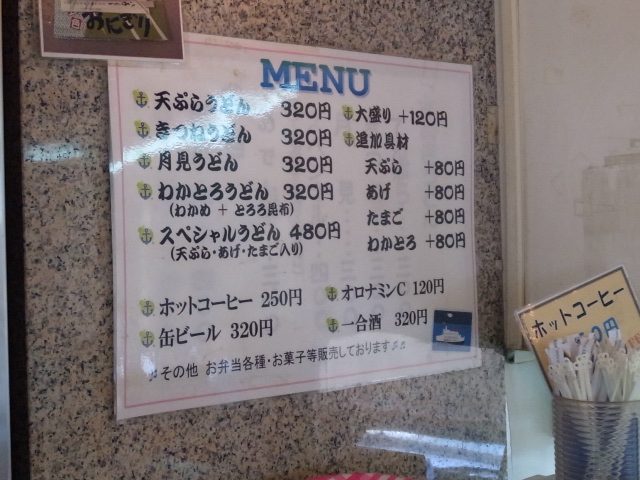 おにぎり
MENU
天ぷらうどん 320円
きつねうどん 320円
月見うどん 320円
わかとろうどん 320円
(わかめ + とろろ昆布)
スペシャルうどん 480円
(天ぷら・あげ・たまご入り)
大盛り +120円
追加具材
天ぷら +80円
あげ +80円
たまご +80円
わかとろ +80円
ホットコーヒー 250円
缶ビール 320円
オロナミンC 120円
一合酒 320円
♬その他 お弁当各種・お菓子等販売しております♬♬
ホットコーヒー
円